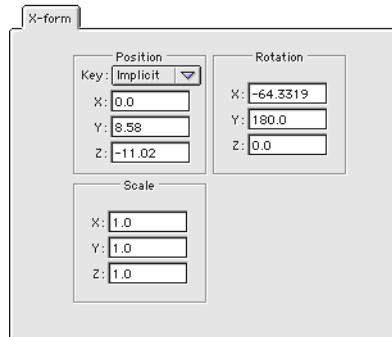 X-form
Position
Key: Implicit
X: 0.0
Y: 8.58
Z: -11.02
Rotation
X: -64.3319
Y: 180.0
Z: 0.0
Scale
X: 1.0
Y: 1.0
Z: 1.0